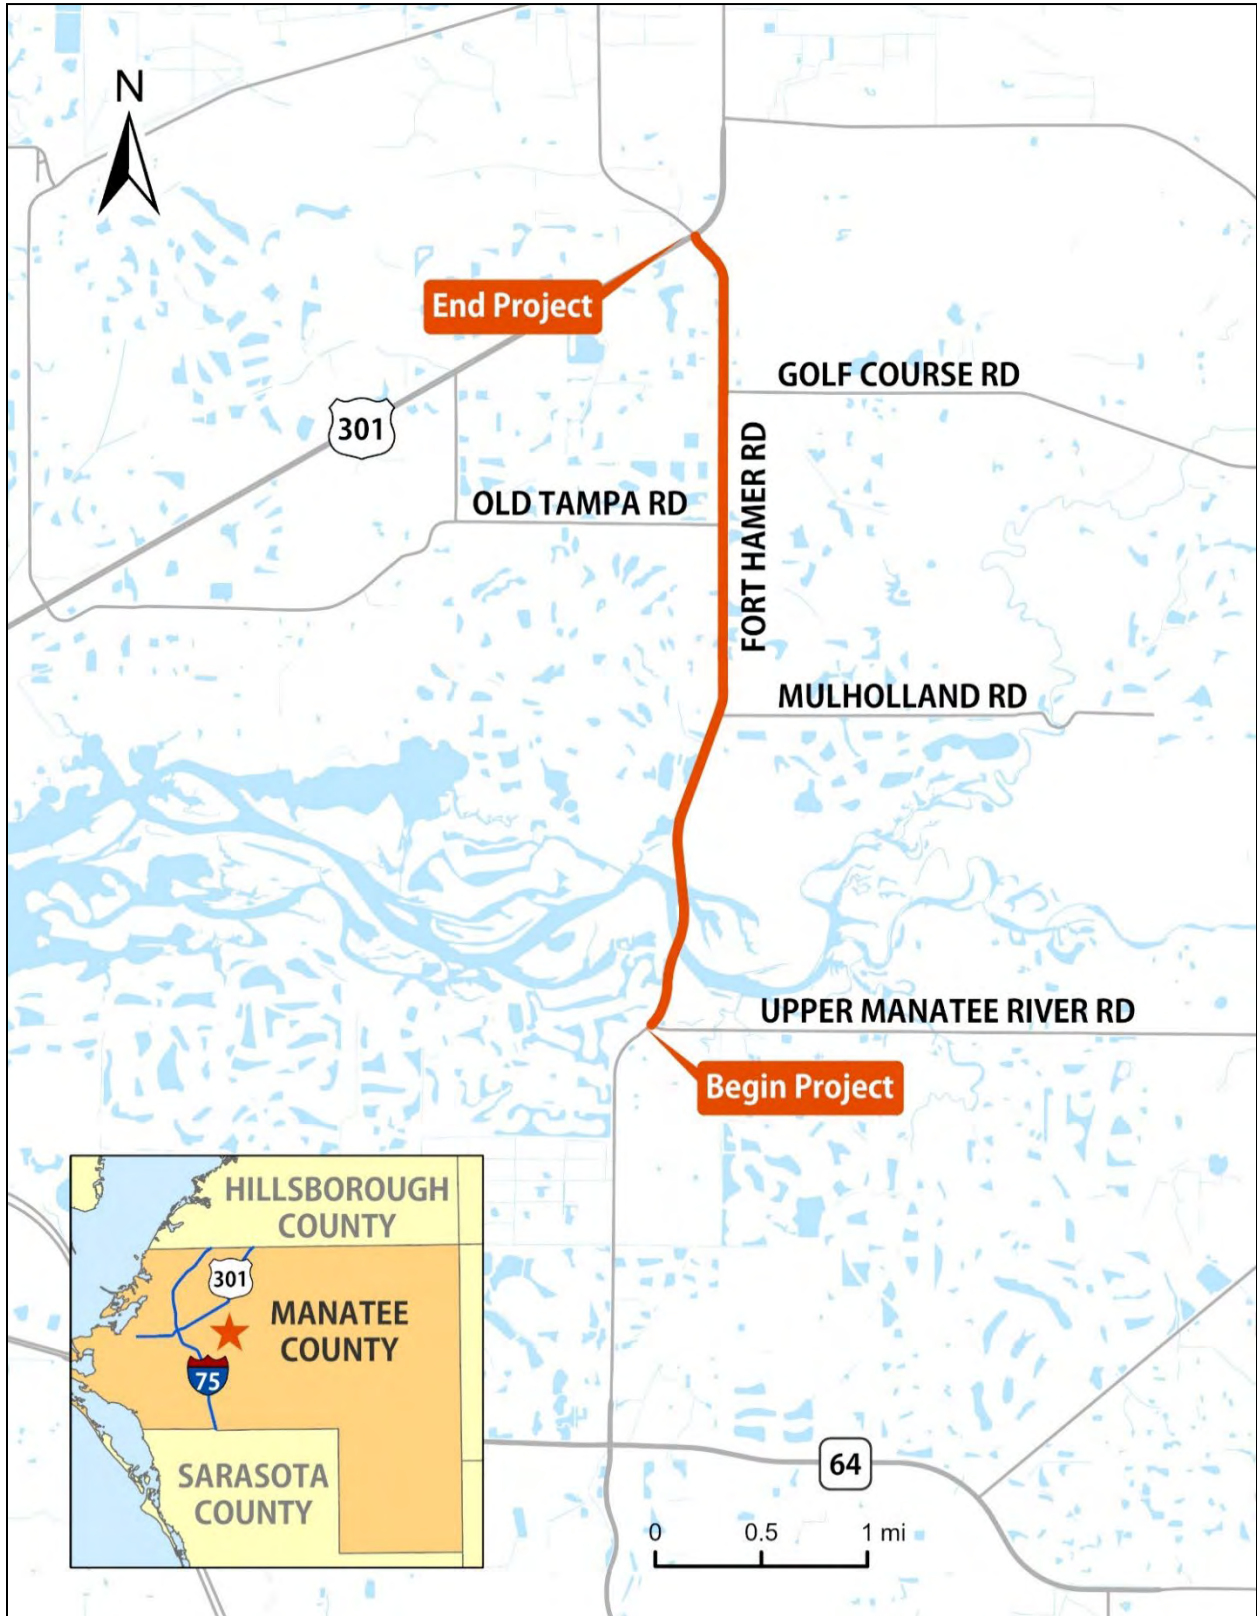 N
End Project
GOLF COURSE RD
301
FORT HAMER RD
OLD TAMPA RD
MULHOLLAND RD
UPPER MANATEE RIVER RD
Begin Project
HILLSBOROUGH
COUNTY
301
MANATEE
COUNTY
75
SARASOTA
COUNTY
64
0 0.5 1 mi